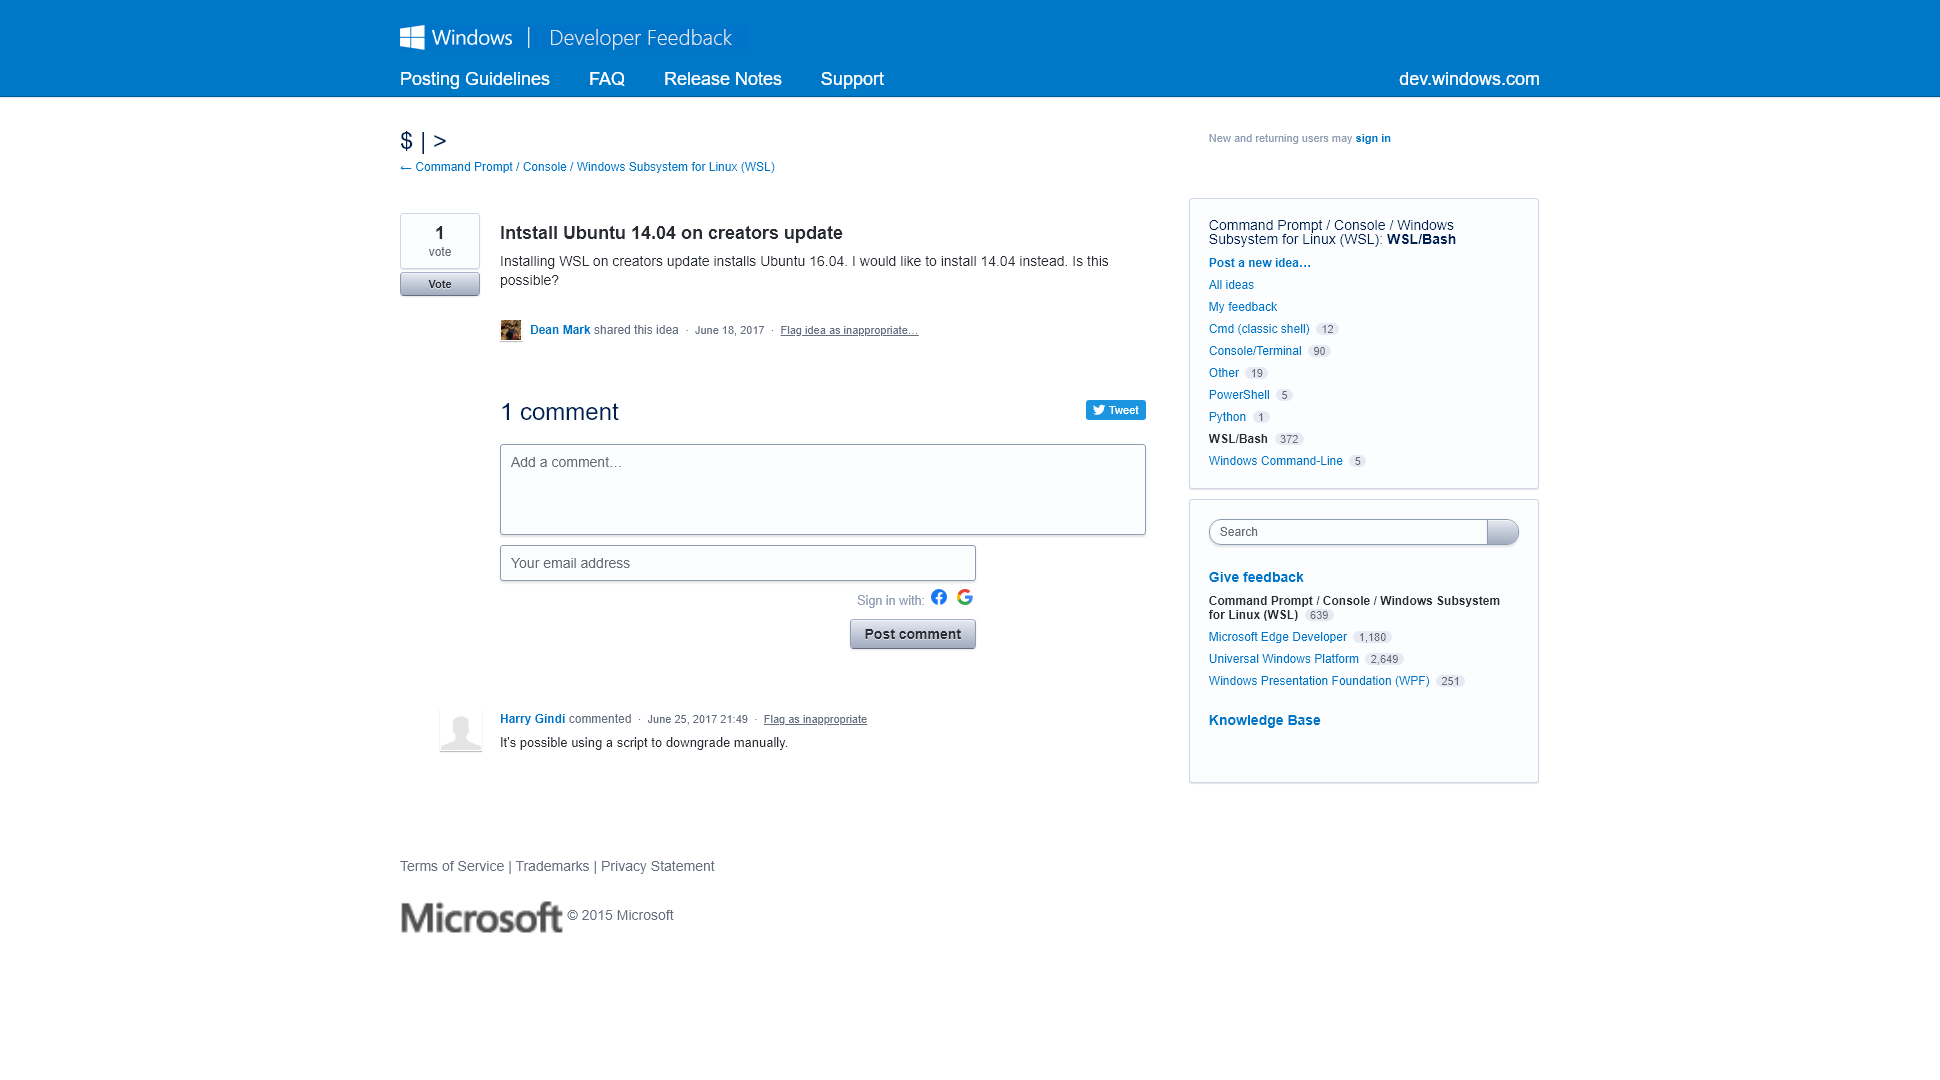 Windows | Developer Feedback
Posting Guidelines FAQ Release Notes Support dev.windows.com
$ | >
← Command Prompt / Console / Windows Subsystem for Linux (WSL)
New and returning users may sign in
1
vote
Vote
Intstall Ubuntu 14.04 on creators update
Installing WSL on creators update installs Ubuntu 16.04. I would like to install 14.04 instead. Is this
possible?
Dean Mark shared this idea · June 18, 2017 · Flag idea as inappropriate…
1 comment
Tweet
Add a comment…
Your email address
Sign in with:
Post comment
Harry Gindi commented · June 25, 2017 21:49 · Flag as inappropriate
It's possible using a script to downgrade manually.
Command Prompt / Console / Windows
Subsystem for Linux (WSL): WSL/Bash
Post a new idea…
All ideas
My feedback
Cmd (classic shell) 12
Console/Terminal 90
Other 19
PowerShell 5
Python 1
WSL/Bash 372
Windows Command-Line 5
Search
Give feedback
Command Prompt / Console / Windows Subsystem
for Linux (WSL) 639
Microsoft Edge Developer 1,180
Universal Windows Platform 2,649
Windows Presentation Foundation (WPF) 251
Knowledge Base
Terms of Service | Trademarks | Privacy Statement
Microsoft © 2015 Microsoft